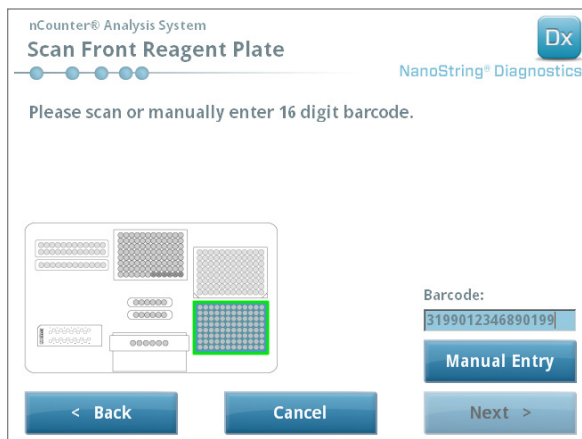 nCounter® Analysis System
Scan Front Reagent Plate
Dx
NanoString® Diagnostics
Please scan or manually enter 16 digit barcode.
Barcode:
3199012346890199
Manual Entry
< Back
Cancel
Next >